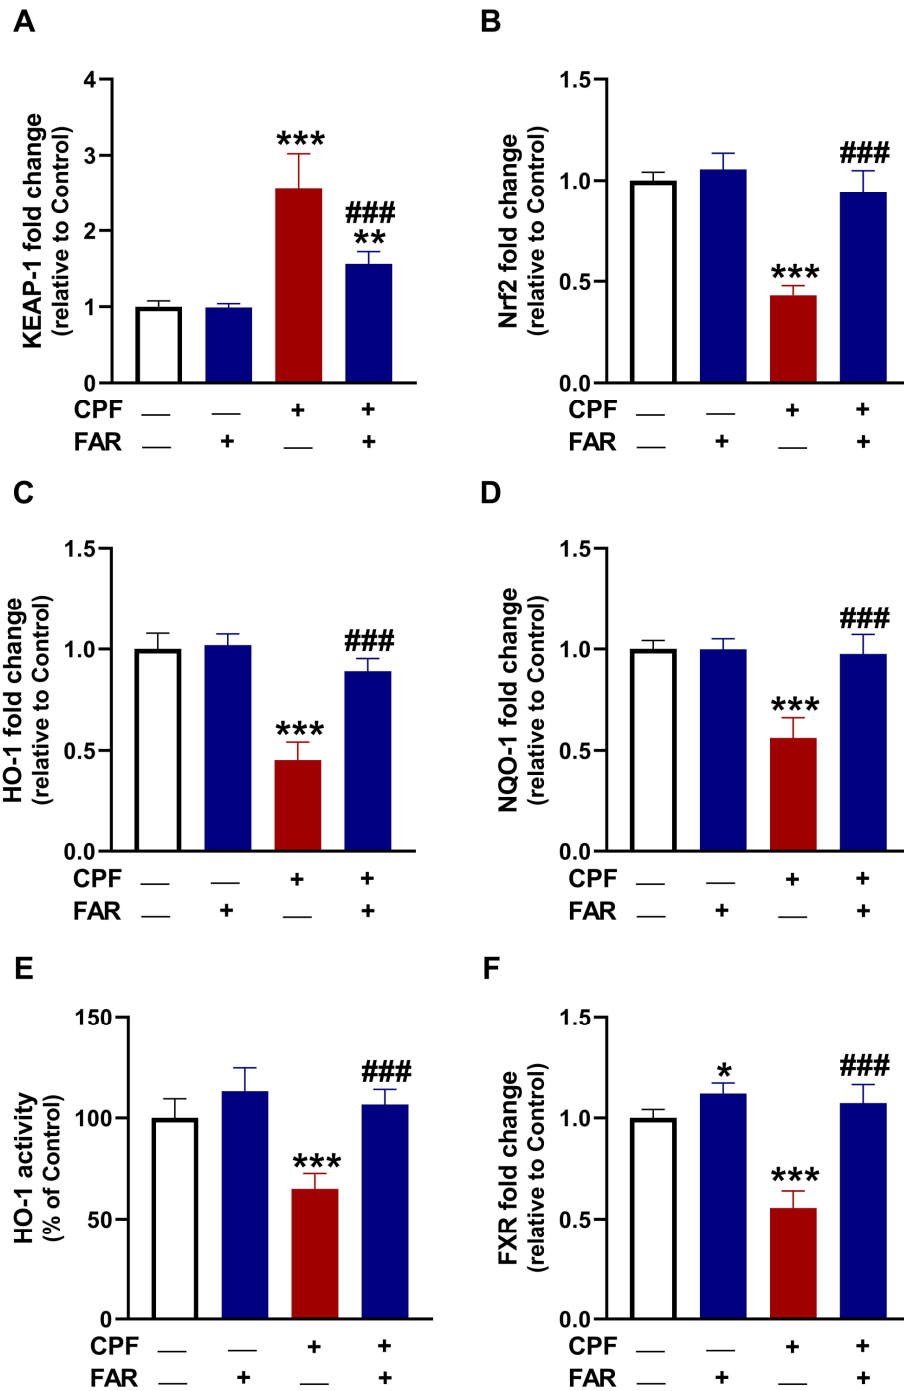 A
KEAP-1 fold change
(relative to Control)
4
3
2
1
0
***
###
**
CPF — — + +
FAR — + — +
B
Nrf2 fold change
(relative to Control)
1.5
1.0
0.5
0.0
***
###
CPF — — + +
FAR — + — +
C
HO-1 fold change
(relative to Control)
1.5
1.0
0.5
0.0
***
###
CPF — — + +
FAR — + — +
D
NQO-1 fold change
(relative to Control)
1.5
1.0
0.5
0.0
***
###
CPF — — + +
FAR — + — +
E
HO-1 activity
(% of Control)
150
100
50
0
***
###
CPF — — + +
FAR — + — +
F
FXR fold change
(relative to Control)
1.5
1.0
0.5
0.0
*
***
###
CPF — — + +
FAR — + — +